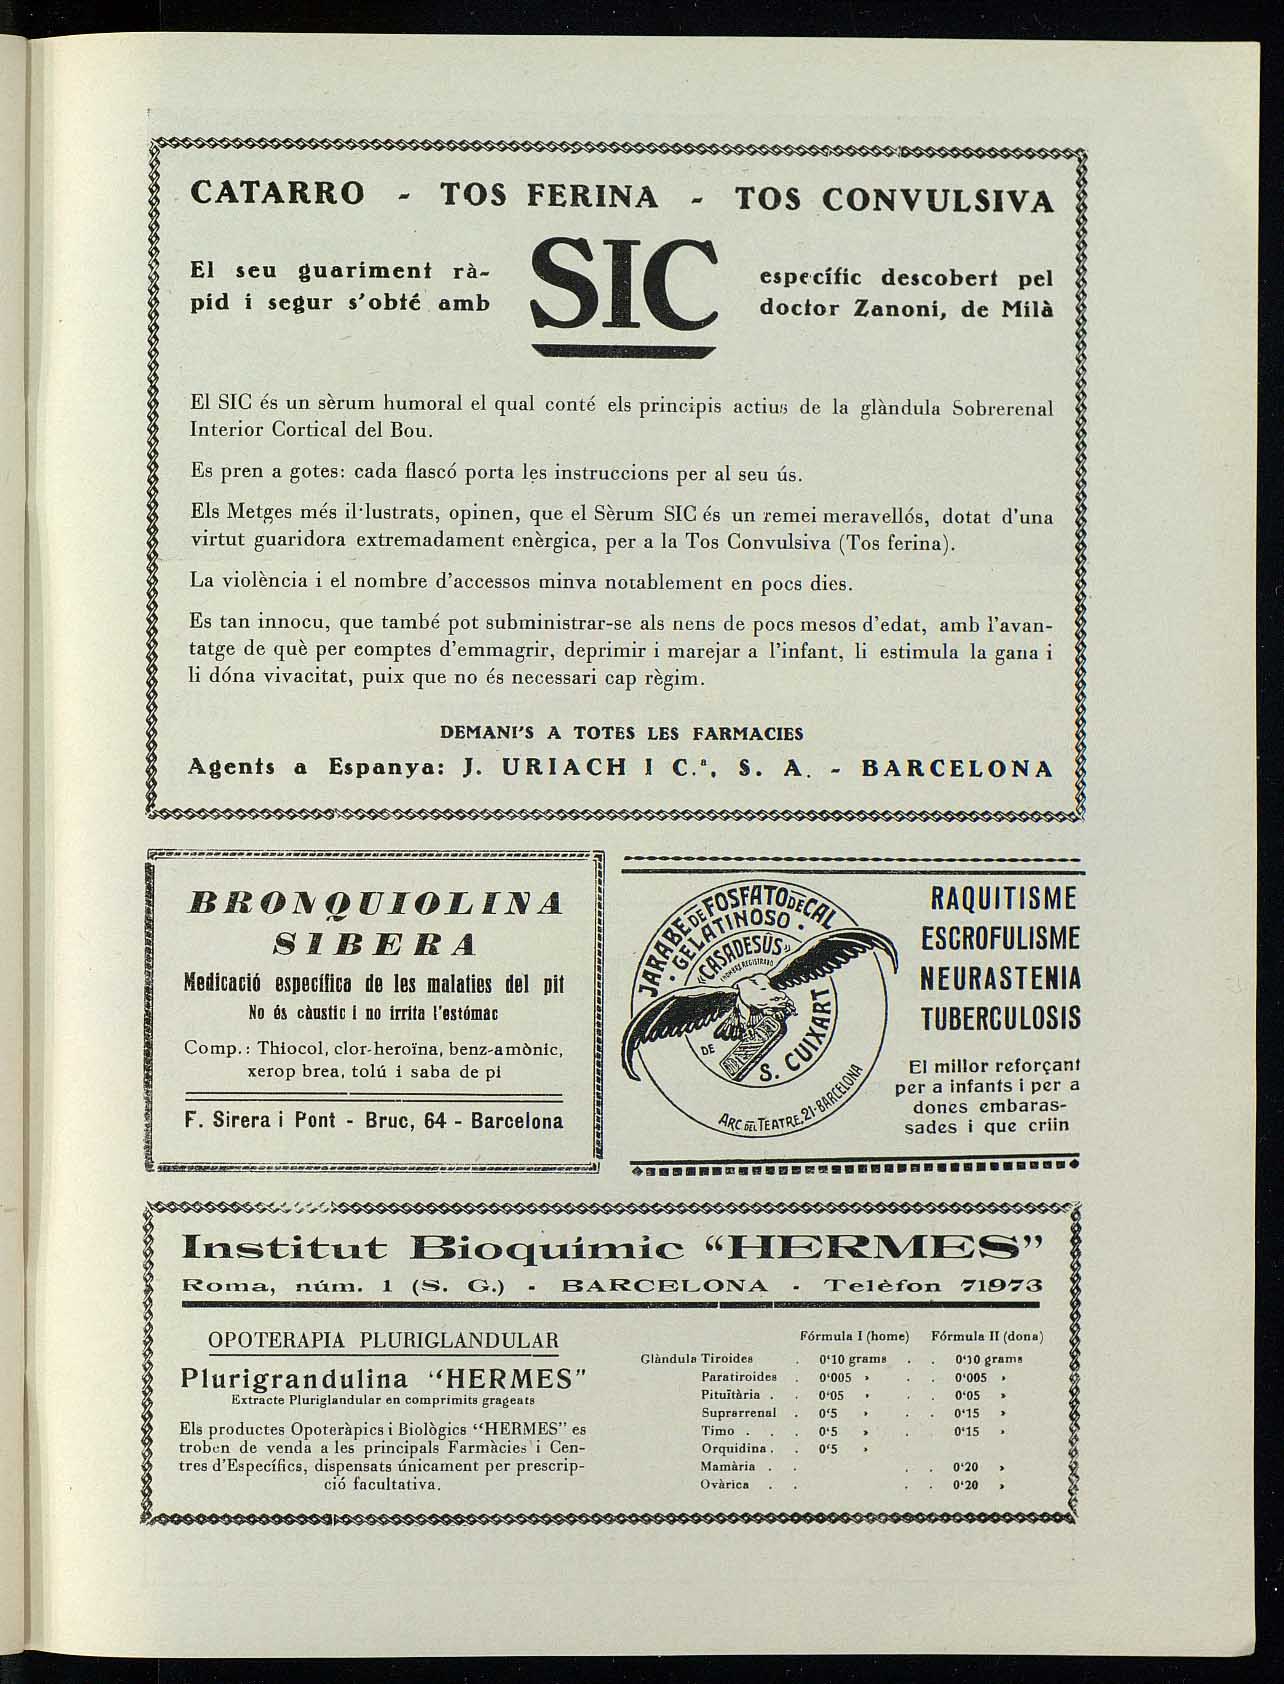 CATARRO - TOS FERINA - TOS CONVULSIVA
El seu guariment rà-
pid i segur s'obté amb
SIC
específic descobert pel
doctor Zanoni, de Milà
El SIC és un sèrum humoral el qual conté els principis actius de la glàndula Sobrerenal
Interior Cortical del Bou.
Es pren a gotes: cada flascó porta les instruccions per al seu ús.
Els Metges més il·lustrats, opinen, que el Sèrum SIC és un remei meravellós, dotat d'una
virtut guaridora extremadament enèrgica, per a la Tos Convulsiva (Tos ferina).
La violència i el nombre d'accessos minva notablement en pocs dies.
Es tan innocu, que també pot subministrar-se als nens de pocs mesos d'edat, amb l'avan-
tatge de què per comptes d'emmagrir, deprimir i marejar a l'infant, li estimula la gana i
li dóna vivacitat, puix que no és necessari cap règim.
DEMANI'S A TOTES LES FARMACIES
Agents a Espanya: J. URIACH I C.ª, S. A. - BARCELONA
BRONQUIOLINA
SIBERA
Medicació específica de les malaties del pit
No és càustic i no irrita l'estómac
Comp.: Thiocol, clor-heroïna, benz-amònic,
xerop brea, tolú i saba de pi
F. Sirera i Pont - Bruc, 64 - Barcelona
JARABE DE FOSFATO DE CAL
GELATINOSO
"CASADESÚS"
NOMBRE REGISTRADO
DE S. CUIXART
ARC DEL TEATRE, 21-BARCELONA
RAQUITISME
ESCROFULISME
NEURASTENIA
TUBERCULOSIS
El millor reforçant
per a infants i per a
dones embaras-
sades i que criin
Institut Bioquímic "HERMES"
Roma, núm. 1 (S. G.) - BARCELONA - Telèfon 71973
OPOTERAPIA PLURIGLANDULAR
Plurigrandulina "HERMES"
Extracte Pluriglandular en comprimits grageats
Els productes Opoteràpics i Biològics "HERMES" es
troben de venda a les principals Farmàcies i Cen-
tres d'Específics, dispensats únicament per prescrip-
ció facultativa.
Fórmula I (home) Fórmula II (dona)
Glàndula Tiroides . 0'10 grams . . 0'10 grams
Paratiroides . 0'005 » . . 0'005 »
Pituïtària . . 0'05 » . . 0'05 »
Suprarrenal . 0'5 » . . 0'15 »
Timo . . . 0'5 » . . 0'15 »
Orquidina . . 0'5 »
Mamària . . . . 0'20 »
Ovàrica . . . . 0'20 »